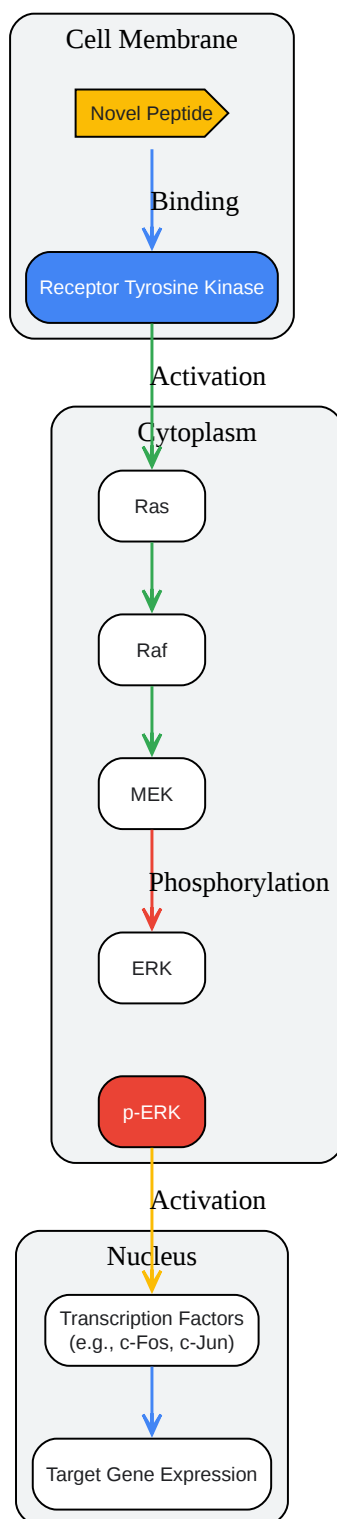 Cell Membrane
Novel Peptide
Binding
Receptor Tyrosine Kinase
Activation
Cytoplasm
Ras
Raf
MEK
Phosphorylation
ERK
p-ERK
Activation
Nucleus
Transcription Factors
(e.g., c-Fos, c-Jun)
Target Gene Expression